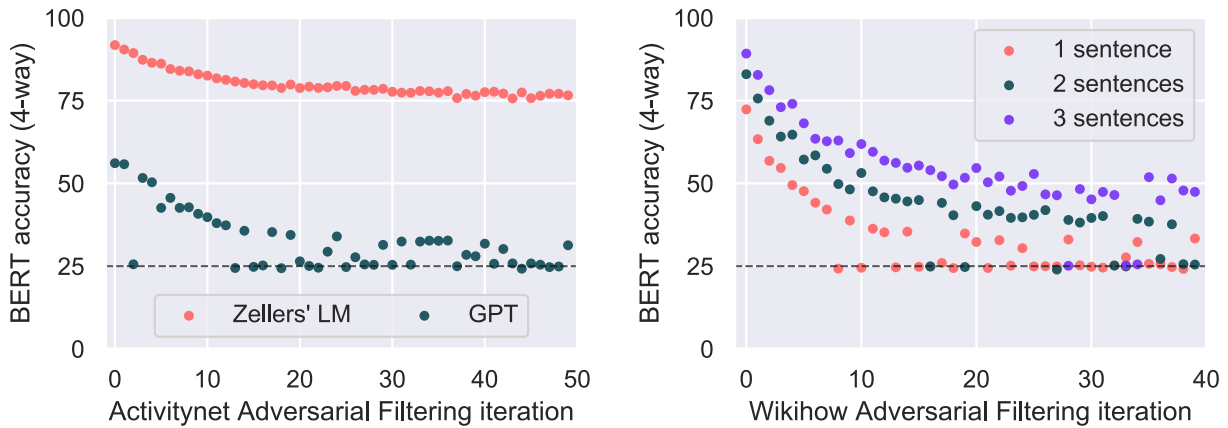 BERT accuracy (4-way)
100
75
50
25
0
Zellers' LM
GPT
0 10 20 30 40 50
Activitynet Adversarial Filtering iteration
BERT accuracy (4-way)
100
75
50
25
0
1 sentence
2 sentences
3 sentences
0 10 20 30 40
Wikihow Adversarial Filtering iteration